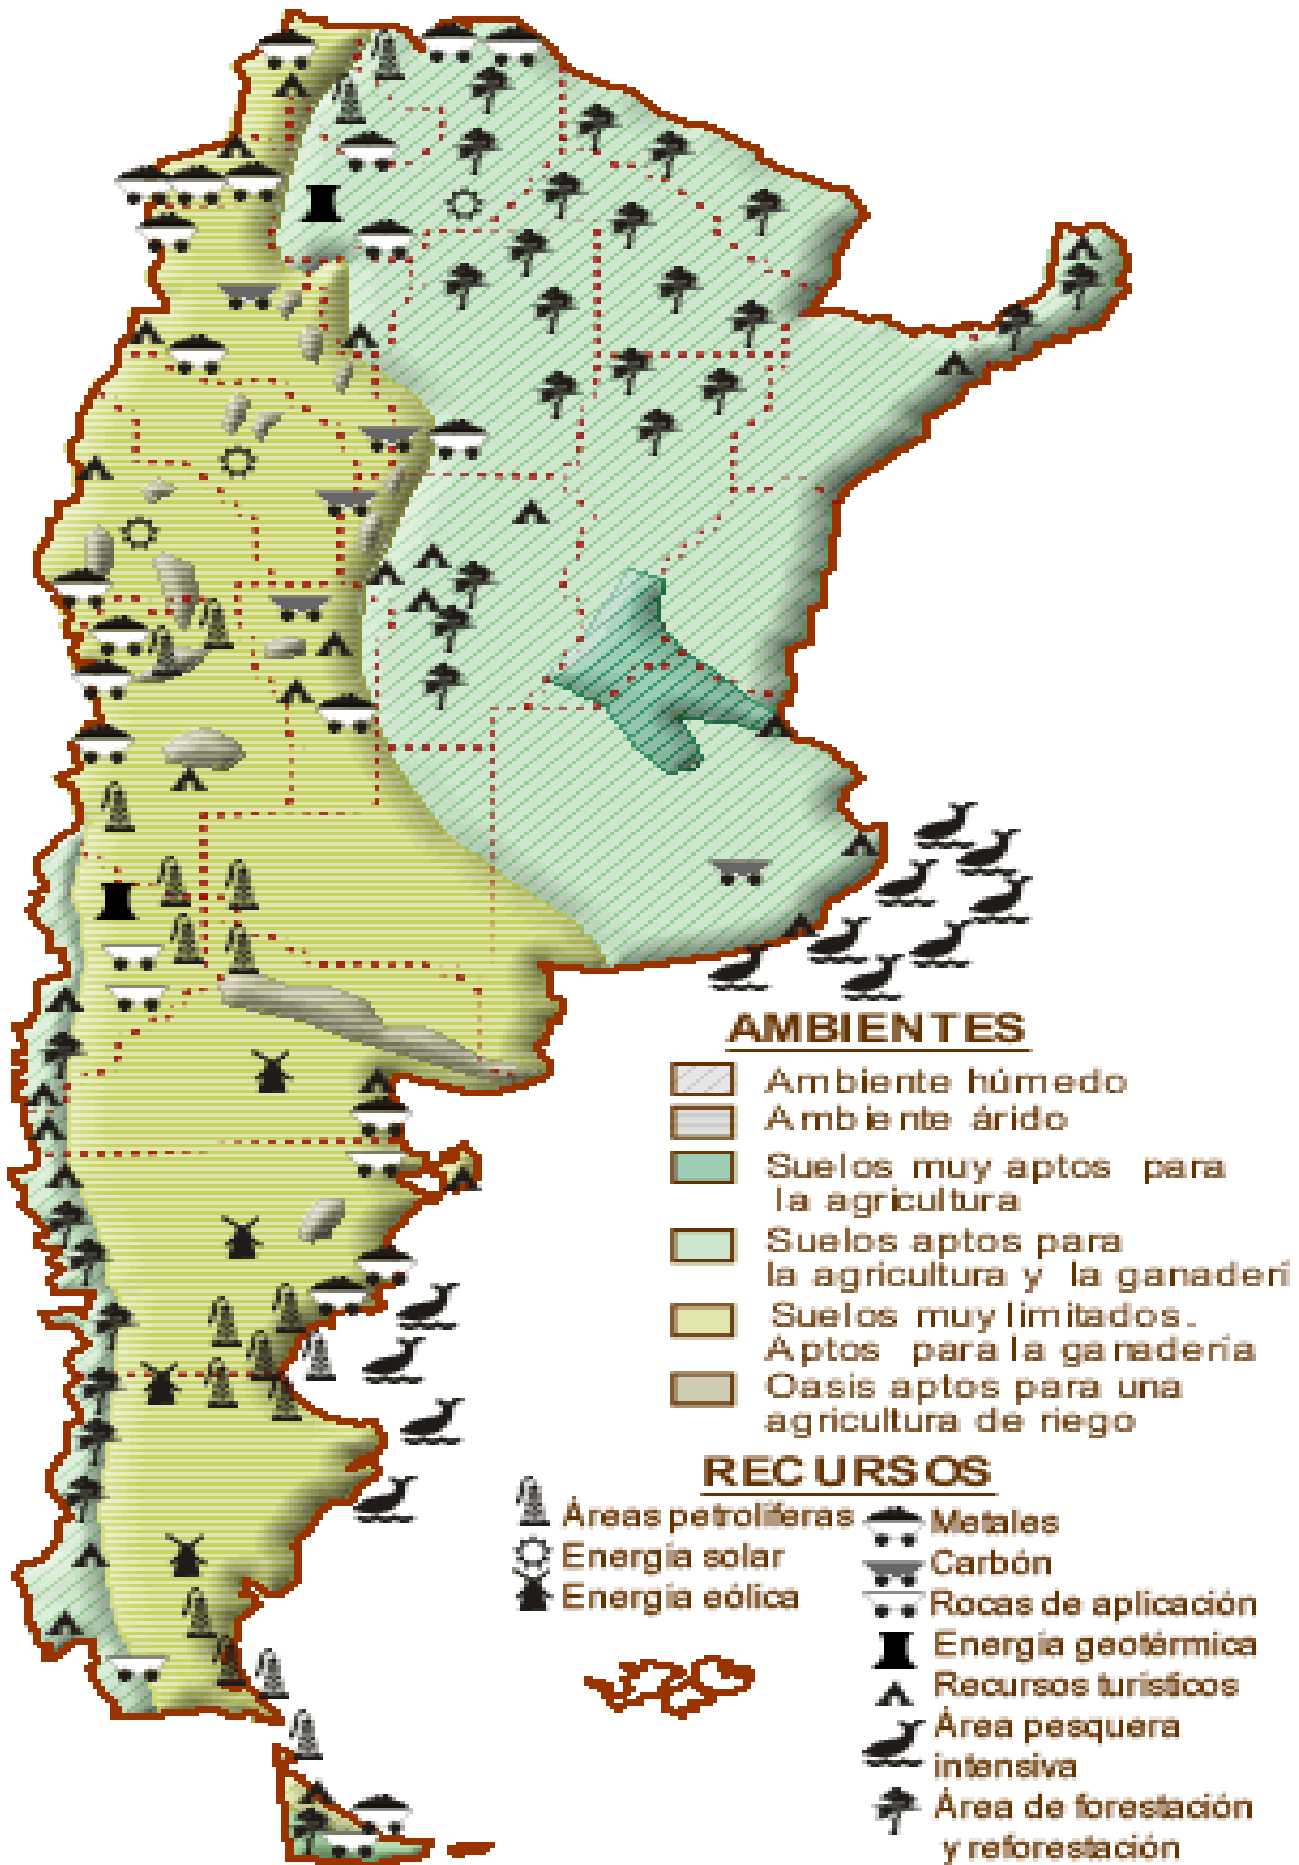 AMBIENTES
Ambiente húmedo
Ambiente árido
Suelos muy aptos para
la agricultura
Suelos aptos para
la agricultura y la ganaderí
Suelos muy limitados.
Aptos para la ganadería
Oasis aptos para una
agricultura de riego
RECURSOS
Áreas petrolíferas
Energía solar
Energía eólica
Metales
Carbón
Rocas de aplicación
Energía geotérmica
Recursos turísticos
Área pesquera
intensiva
Área de forestación
y reforestación